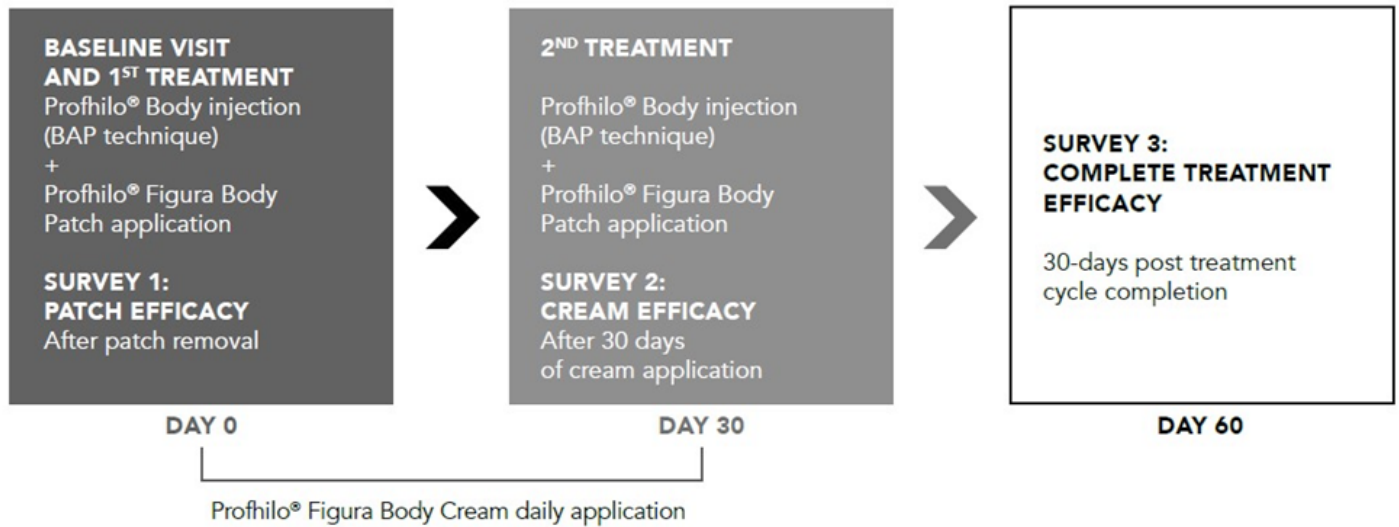 BASELINE VISIT
AND 1ST TREATMENT
Profhilo® Body injection
(BAP technique)
+
Profhilo® Figura Body
Patch application
SURVEY 1:
PATCH EFFICACY
After patch removal
DAY 0
2ND TREATMENT
Profhilo® Body injection
(BAP technique)
+
Profhilo® Figura Body
Patch application
SURVEY 2:
CREAM EFFICACY
After 30 days
of cream application
DAY 30
SURVEY 3:
COMPLETE TREATMENT
EFFICACY
30-days post treatment
cycle completion
DAY 60
Profhilo® Figura Body Cream daily application